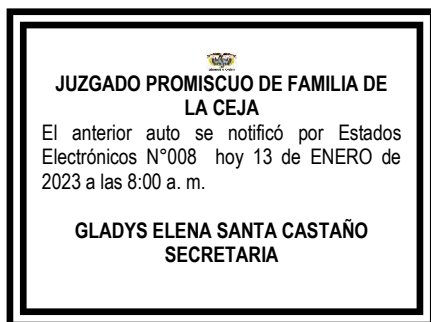 JUZGADO PROMISCUO DE FAMILIA DE
LA CEJA
El anterior auto se notificó por Estados
Electrónicos N°008 hoy 13 de ENERO de
2023 a las 8:00 a. m.
GLADYS ELENA SANTA CASTAÑO
SECRETARIA